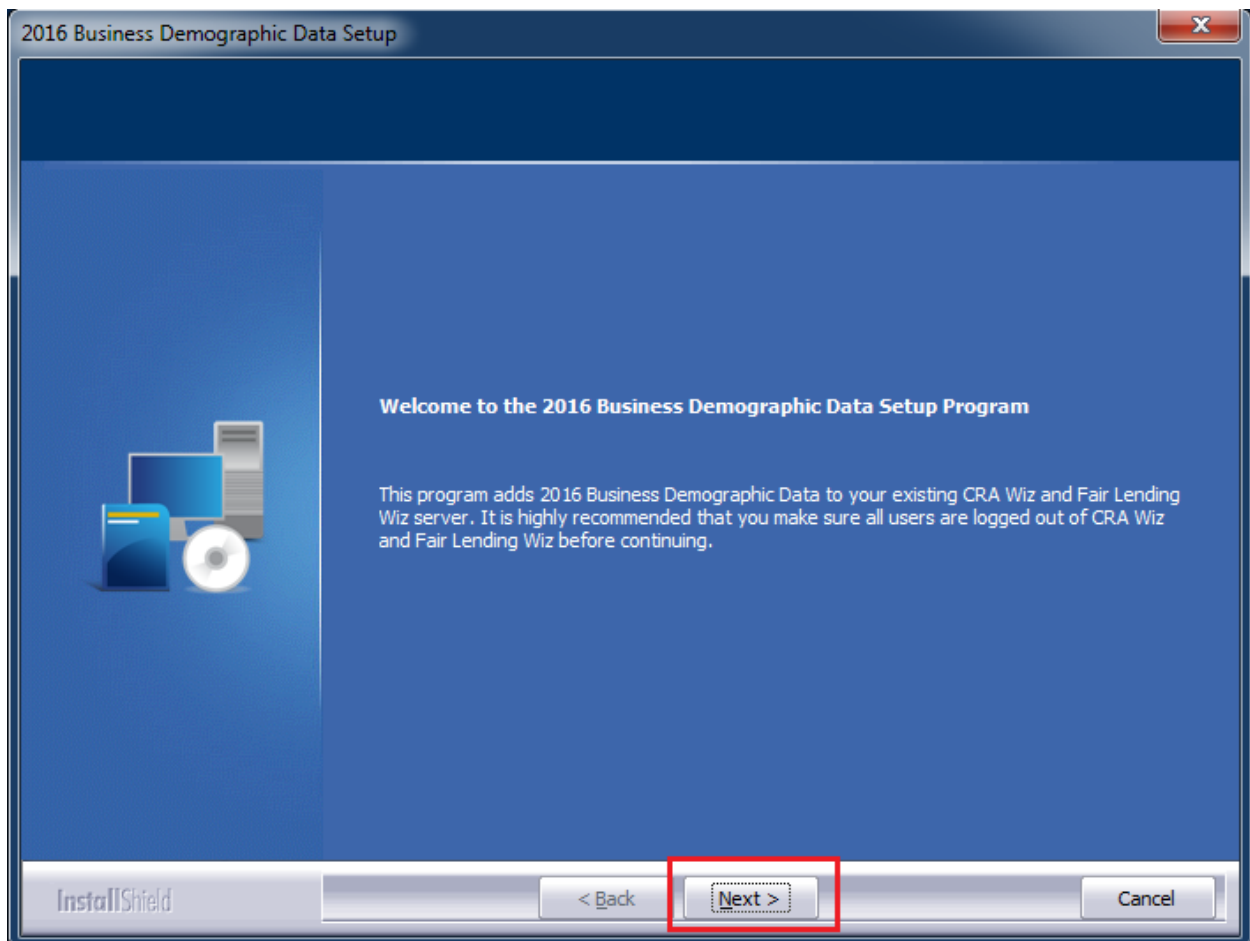 2016 Business Demographic Data Setup
Welcome to the 2016 Business Demographic Data Setup Program
This program adds 2016 Business Demographic Data to your existing CRA Wiz and Fair Lending
Wiz server. It is highly recommended that you make sure all users are logged out of CRA Wiz
and Fair Lending Wiz before continuing.
InstallShield
< Back
Next >
Cancel